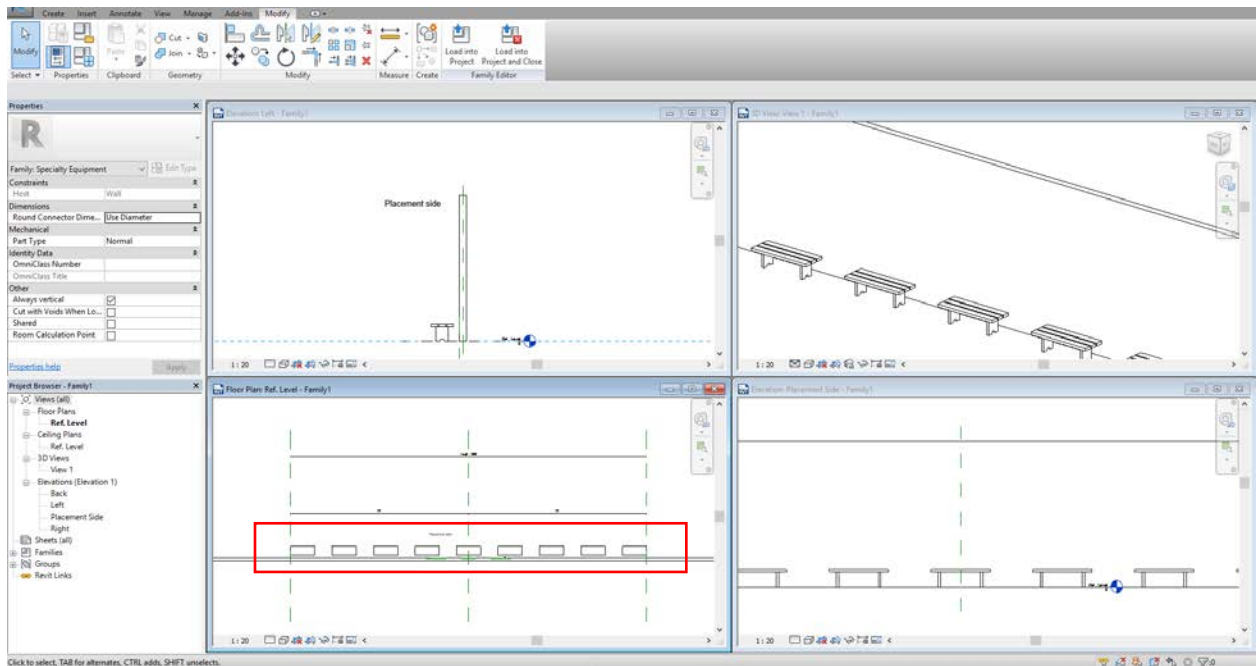 Create Insert Annotate View Manage Add-Ins Modify
Modify
Paste
Cut
Join
Load into Project
Load into Project and Close
Select Properties Clipboard Geometry Modify Measure Create Family Editor
Properties
R
Family: Specialty Equipment
Edit Type
Constraints
Host Wall
Dimensions
Round Connector Dime... Use Diameter
Mechanical
Part Type Normal
Identity Data
OmniClass Number
OmniClass Title
Other
Always vertical
Cut with Voids When Lo...
Shared
Room Calculation Point
Properties help
Apply
Project Browser - Family1
Views (all)
Floor Plans
Ref. Level
Ceiling Plans
Ref. Level
3D Views
View 1
Elevations (Elevation 1)
Back
Left
Placement Side
Right
Sheets (all)
Families
Groups
Revit Links
Elevation: Left - Family1
Placement side
1 : 20
3D View: View 1 - Family1
1 : 20
Floor Plan: Ref. Level - Family1
Placement side
1 : 20
Elevation: Placement Side - Family1
1 : 20
Click to select, TAB for alternates, CTRL adds, SHIFT unselects.
:0